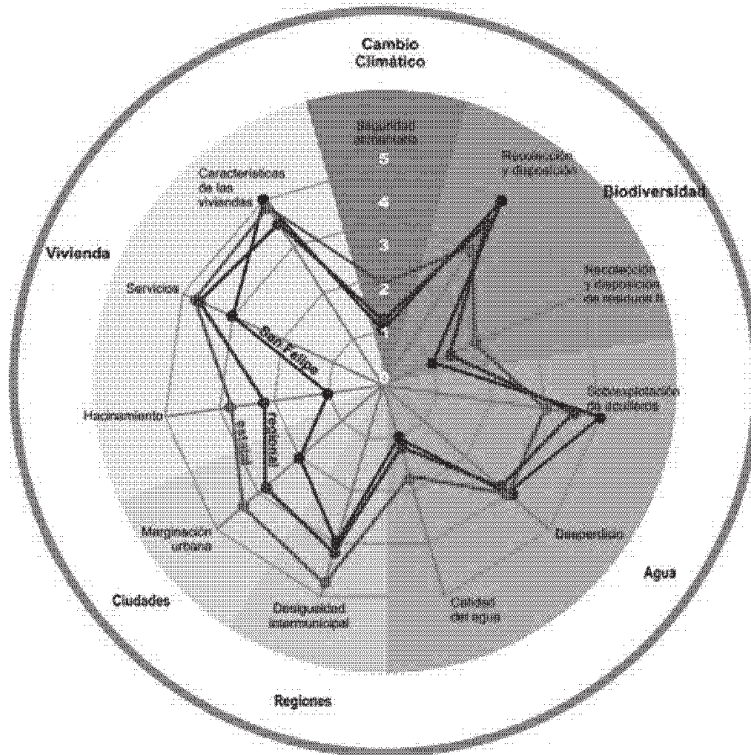 Cambio
Climático
Seguridad
alimentaria
5
4
3
2
1
0
Recolección
y disposición
Biodiversidad
Recolección
y disposición
de residuos
Sobreexplotación
de acuíferos
Desperdicio
Agua
Calidad
del agua
Regiones
Desigualdad
intermunicipal
Ciudades
Marginación
urbana
Hacinamiento
estatal
regional
San Felipe
Servicios
Vivienda
Características
de las
viviendas